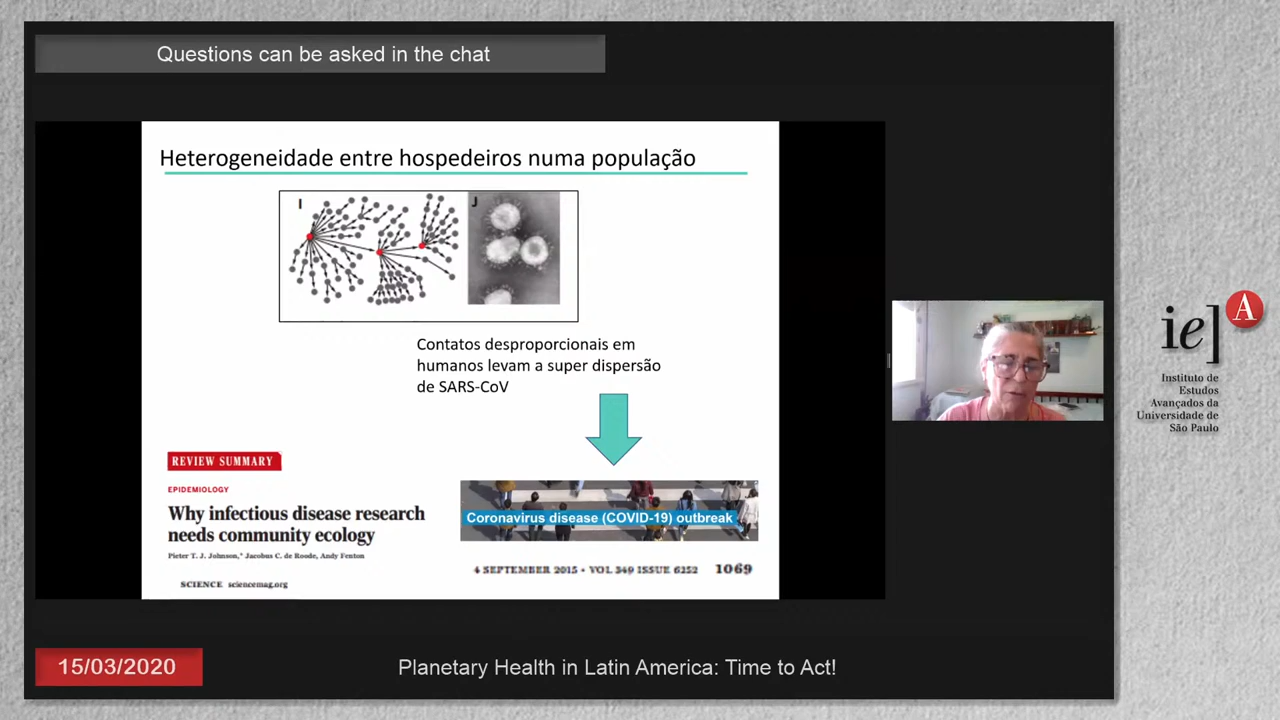 Questions can be asked in the chat
Heterogeneidade entre hospedeiros numa população
I
J
Contatos desproporcionais em
humanos levam a super dispersão
de SARS-CoV
REVIEW SUMMARY
EPIDEMIOLOGY
Why infectious disease research
needs community ecology
Pieter T. J. Johnson,* Jacobus C. de Roode, Andy Fenton
SCIENCE sciencemag.org
Coronavirus disease (COVID-19) outbreak
4 SEPTEMBER 2015 • VOL 349 ISSUE 6252 1069
ie]A
Instituto de
Estudos
Avançados da
Universidade de
São Paulo
15/03/2020
Planetary Health in Latin America: Time to Act!